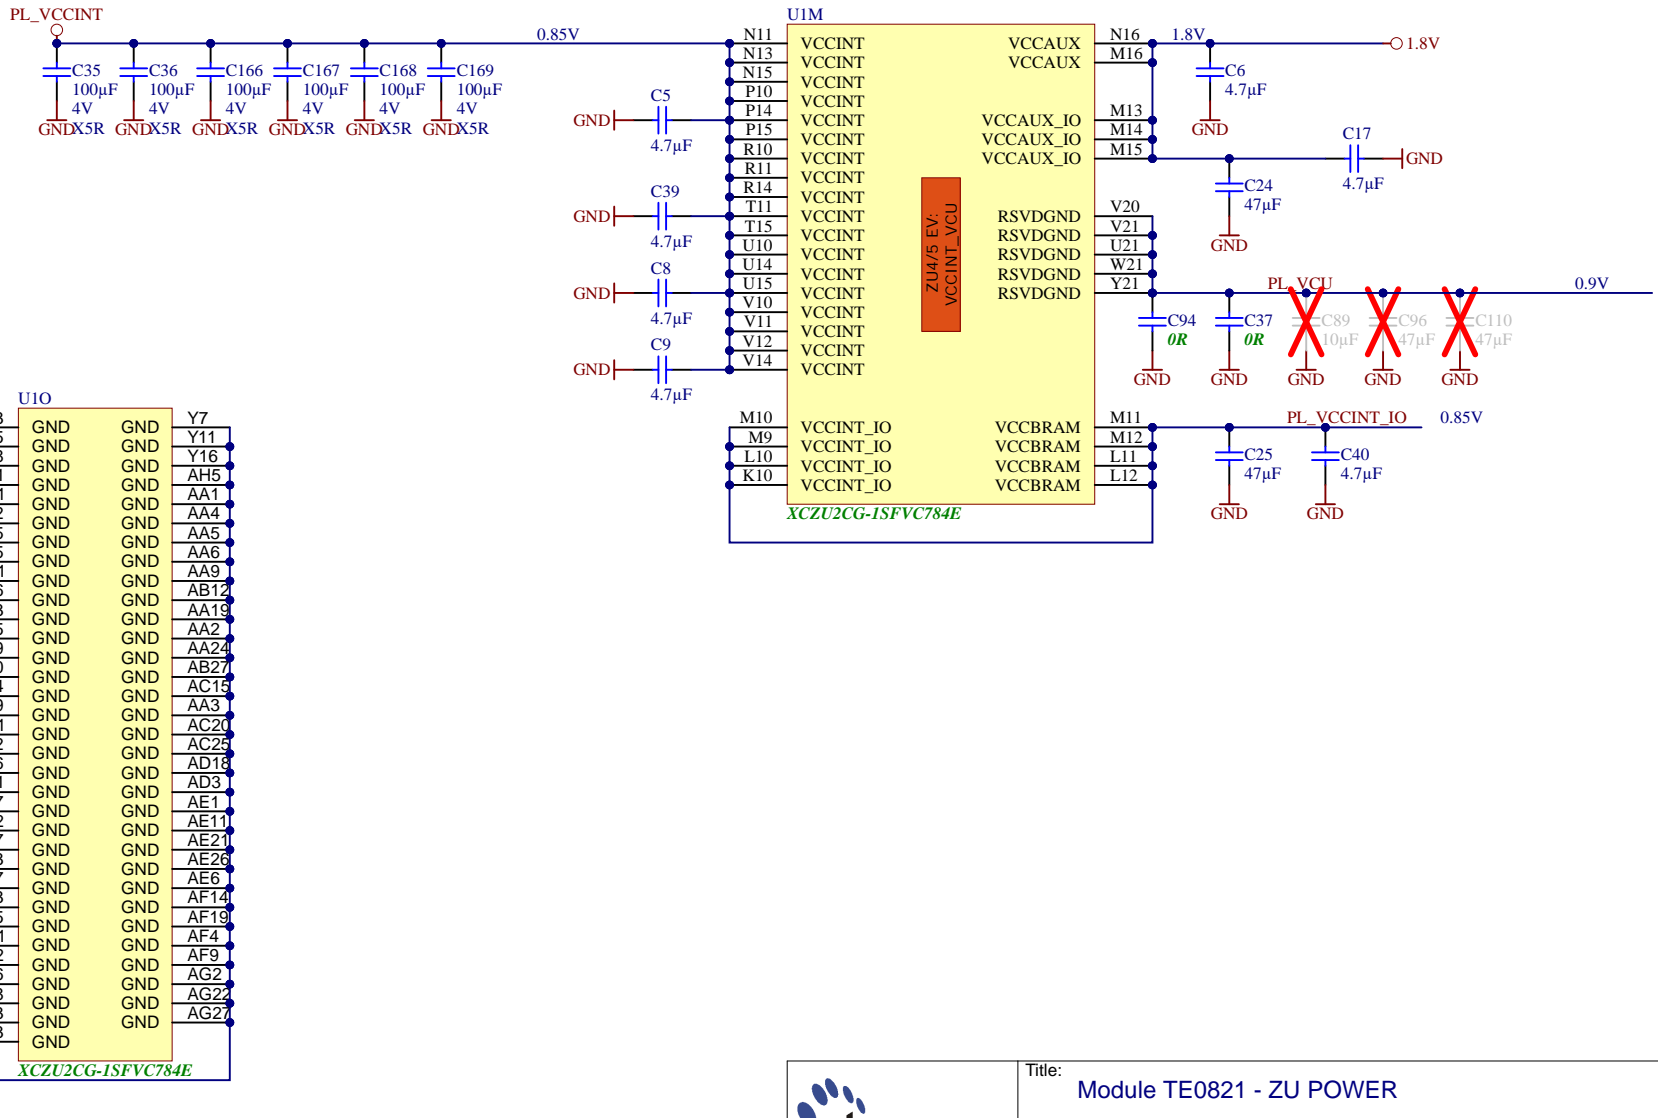 PL_VCCINT
0.85V
C35
100µF
4V
X5R
GND
C36
100µF
4V
X5R
GND
C166
100µF
4V
X5R
GND
C167
100µF
4V
X5R
GND
C168
100µF
4V
X5R
GND
C169
100µF
4V
X5R
GND
C5
GND
4.7µF
C39
GND
4.7µF
C8
GND
4.7µF
C9
GND
4.7µF
U1M
N11 VCCINT
N13 VCCINT
N15 VCCINT
P10 VCCINT
P14 VCCINT
P15 VCCINT
R10 VCCINT
R11 VCCINT
R14 VCCINT
T11 VCCINT
T15 VCCINT
U10 VCCINT
U14 VCCINT
U15 VCCINT
V10 VCCINT
V11 VCCINT
V12 VCCINT
V14 VCCINT
M10 VCCINT_IO
M9 VCCINT_IO
L10 VCCINT_IO
K10 VCCINT_IO
ZU4/5 EV:
VCCINT_VCU
VCCAUX N16
VCCAUX M16
VCCAUX_IO M13
VCCAUX_IO M14
VCCAUX_IO M15
RSVDGND V20
RSVDGND V21
RSVDGND U21
RSVDGND W21
RSVDGND Y21
VCCBRAM M11
VCCBRAM M12
VCCBRAM L11
VCCBRAM L12
XCZU2CG-1SFVC784E
1.8V
1.8V
C6
4.7µF
GND
C17
4.7µF
GND
C24
47µF
GND
PL_VCU
0.9V
C94
0R
GND
C37
0R
GND
C89
10µF
GND
C96
47µF
GND
C110
47µF
GND
PL_VCCINT_IO
0.85V
C25
47µF
GND
C40
4.7µF
GND
U1O
GND GND Y7
GND GND Y11
GND GND Y16
GND GND AH5
GND GND AA1
GND GND AA4
GND GND AA5
GND GND AA6
GND GND AA9
GND GND AB12
GND GND AA19
GND GND AA2
GND GND AA24
GND GND AB27
GND GND AC15
GND GND AA3
GND GND AC20
GND GND AC25
GND GND AD18
GND GND AD3
GND GND AE1
GND GND AE11
GND GND AE21
GND GND AE26
GND GND AE6
GND GND AF14
GND GND AF19
GND GND AF4
GND GND AF9
GND GND AG2
GND GND AG22
GND GND AG27
GND
XCZU2CG-1SFVC784E
Title:
Module TE0821 - ZU POWER